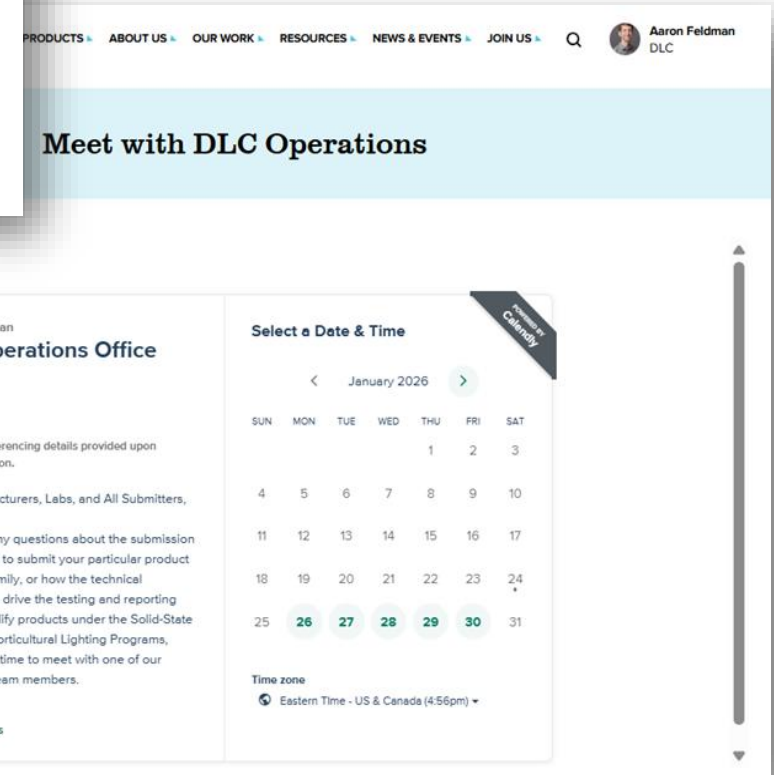 PRODUCTS ABOUT US OUR WORK RESOURCES NEWS & EVENTS JOIN US
Aaron Feldman
DLC
Meet with DLC Operations
POWERED BY
Calendly
an
erations Office
erencing details provided upon
on.
cturers, Labs, and All Submitters,
ny questions about the submission
to submit your particular product
mily, or how the technical
drive the testing and reporting
lify products under the Solid-State
orticultural Lighting Programs,
time to meet with one of our
eam members.
s
Select a Date & Time
January 2026
SUN MON TUE WED THU FRI SAT
1 2 3
4 5 6 7 8 9 10
11 12 13 14 15 16 17
18 19 20 21 22 23 24
25 26 27 28 29 30 31
Time zone
Eastern Time - US & Canada (4:56pm)